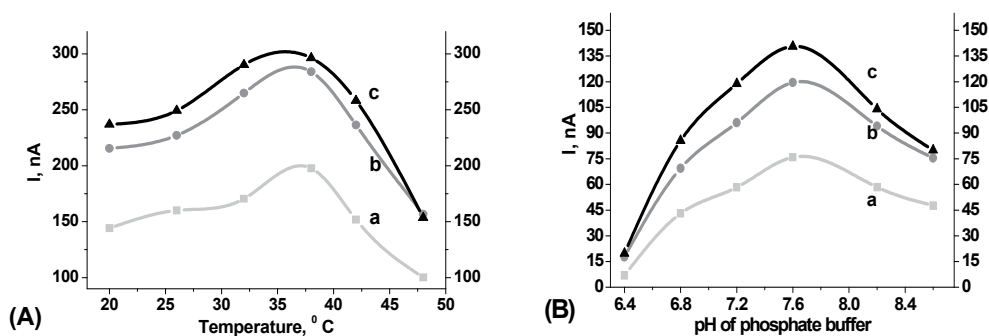 (A)
I, nA
300
250
200
150
100
300
250
200
150
100
c
b
a
20 25 30 35 40 45 50
Temperature, ⁰ C
(B)
I, nA
150
135
120
105
90
75
60
45
30
15
0
150
135
120
105
90
75
60
45
30
15
0
c
b
a
6.4 6.8 7.2 7.6 8.0 8.4
pH of phosphate buffer